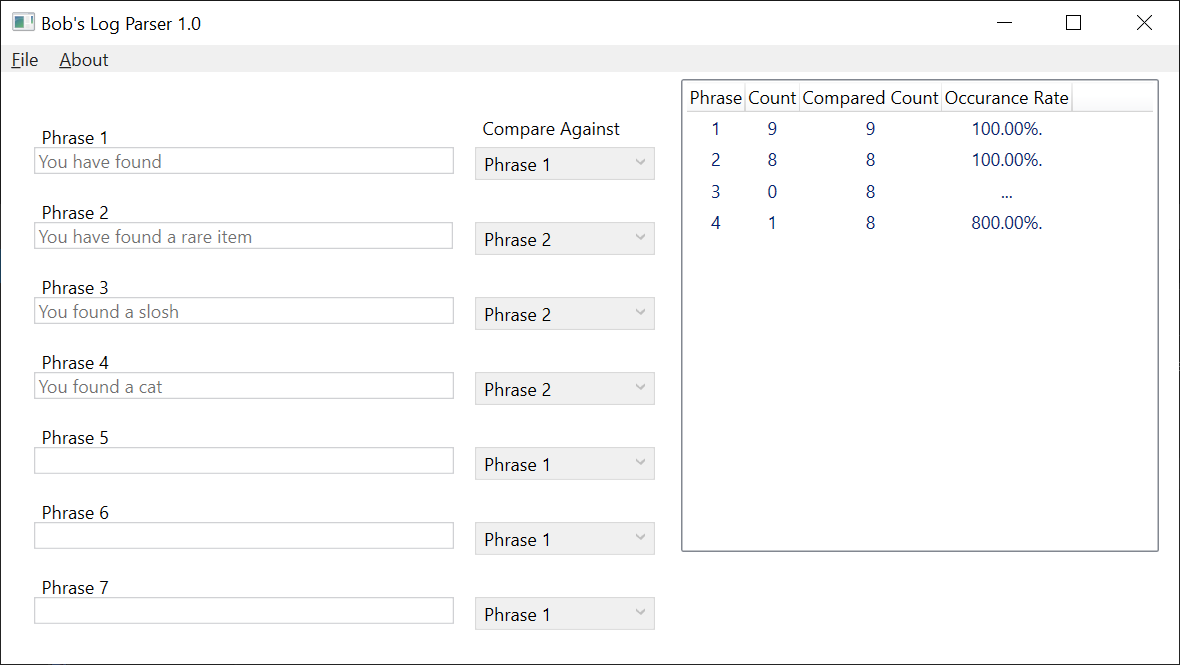 Bob's Log Parser 1.0
File About
Compare Against
Phrase 1
You have found
Phrase 1
Phrase 2
You have found a rare item
Phrase 2
Phrase 3
You found a slosh
Phrase 2
Phrase 4
You found a cat
Phrase 2
Phrase 5
Phrase 1
Phrase 6
Phrase 1
Phrase 7
Phrase 1
Phrase Count Compared Count Occurance Rate
1 9 9 100.00%.
2 8 8 100.00%.
3 0 8 ...
4 1 8 800.00%.